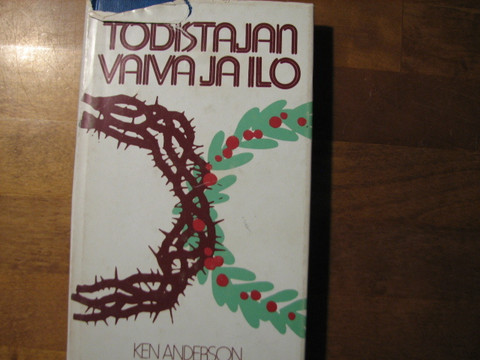 TODISTAJAN
VAIVA JA ILO
KEN ANDERSON